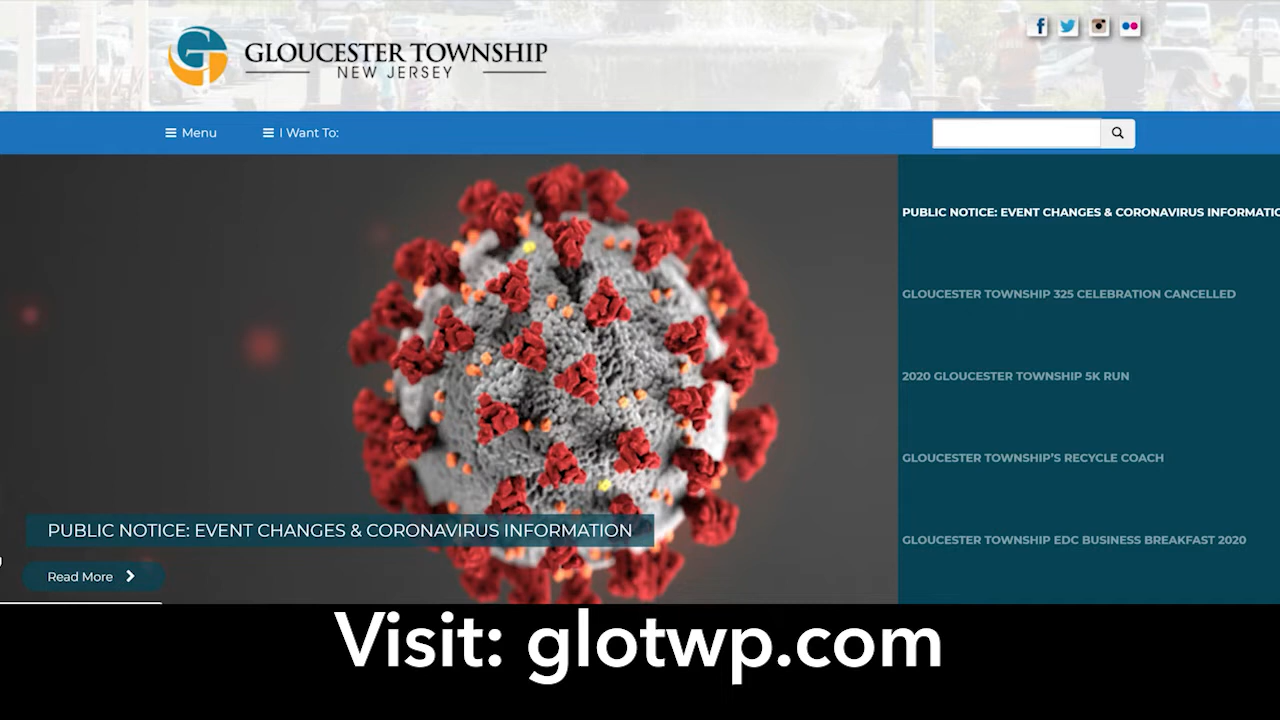 GLOUCESTER TOWNSHIP
NEW JERSEY
Menu
I Want To:
PUBLIC NOTICE: EVENT CHANGES & CORONAVIRUS INFORMATIO
GLOUCESTER TOWNSHIP 325 CELEBRATION CANCELLED
2020 GLOUCESTER TOWNSHIP 5K RUN
GLOUCESTER TOWNSHIP'S RECYCLE COACH
GLOUCESTER TOWNSHIP EDC BUSINESS BREAKFAST 2020
PUBLIC NOTICE: EVENT CHANGES & CORONAVIRUS INFORMATION
Read More
Visit: glotwp.com